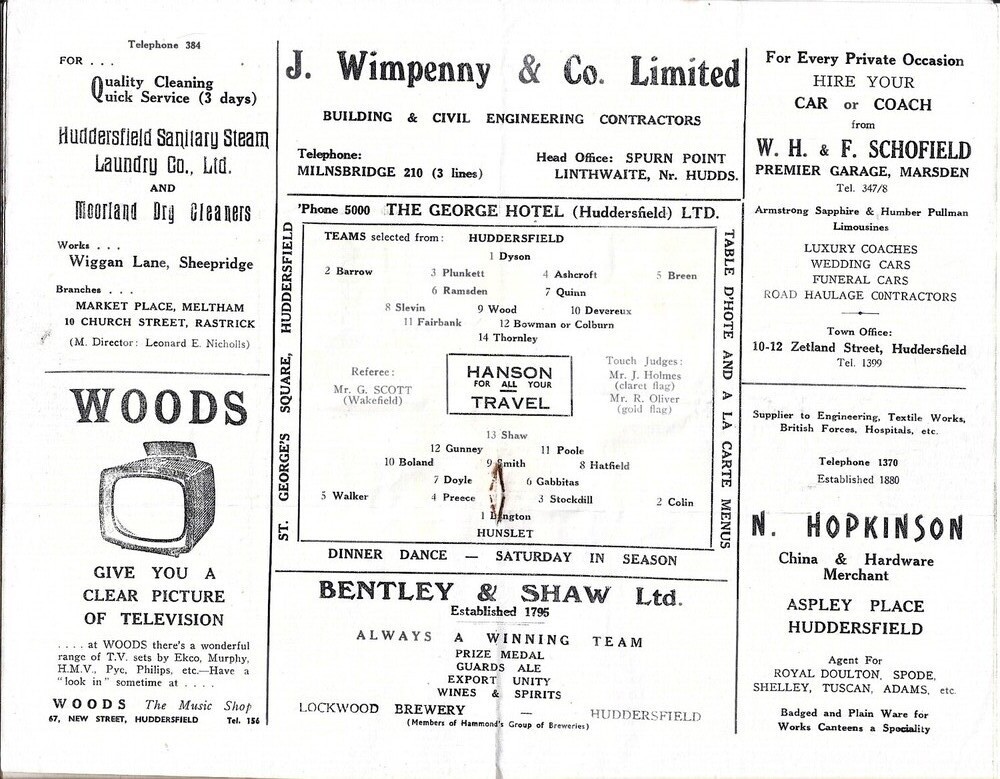 Telephone 384
FOR . . .
Quality Cleaning
Quick Service (3 days)
Huddersfield Sanitary Steam
Laundry Co., Ltd.
AND
Moorland Dry Cleaners
Works . . .
Wiggan Lane, Sheepridge
Branches . . .
MARKET PLACE, MELTHAM
10 CHURCH STREET, RASTRICK
(M. Director: Leonard E. Nicholls)
WOODS
GIVE YOU A
CLEAR PICTURE
OF TELEVISION
. . . . at WOODS there's a wonderful
range of T.V. sets by Ekco, Murphy,
H.M.V., Pye, Philips, etc.—Have a
"look in" sometime at . . . .
WOODS The Music Shop
67, NEW STREET, HUDDERSFIELD Tel. 156
J. Wimpenny & Co. Limited
BUILDING & CIVIL ENGINEERING CONTRACTORS
Telephone:
MILNSBRIDGE 210 (3 lines)
Head Office: SPURN POINT
LINTHWAITE, Nr. HUDDS.
'Phone 5000 THE GEORGE HOTEL (Huddersfield) LTD.
ST. GEORGE'S SQUARE, HUDDERSFIELD
TEAMS selected from: HUDDERSFIELD
1 Dyson
2 Barrow 3 Plunkett 4 Ashcroft 5 Breen
6 Ramsden 7 Quinn
8 Slevin 9 Wood 10 Devereux
11 Fairbank 12 Bowman or Colburn
14 Thornley
Referee:
Mr. G. SCOTT
(Wakefield)
HANSON
FOR ALL YOUR
TRAVEL
Touch Judges:
Mr. J. Holmes
(claret flag)
Mr. R. Oliver
(gold flag)
13 Shaw
12 Gunney 11 Poole
10 Boland 9 Smith 8 Hatfield
7 Doyle 6 Gabbitas
5 Walker 4 Preece 3 Stockdill 2 Colin
1
HUNSLET
TABLE D'HOTE AND A LA CARTE MENUS
DINNER DANCE — SATURDAY IN SEASON
BENTLEY & SHAW Ltd.
Established 1795
ALWAYS A WINNING TEAM
PRIZE MEDAL
GUARDS ALE
EXPORT UNITY
WINES & SPIRITS
LOCKWOOD BREWERY — HUDDERSFIELD
(Members of Hammond's Group of Breweries)
For Every Private Occasion
HIRE YOUR
CAR or COACH
from
W. H. & F. SCHOFIELD
PREMIER GARAGE, MARSDEN
Tel. 347/8
Armstrong Sapphire & Humber Pullman
Limousines
LUXURY COACHES
WEDDING CARS
FUNERAL CARS
ROAD HAULAGE CONTRACTORS
Town Office:
10-12 Zetland Street, Huddersfield
Tel. 1399
Supplier to Engineering, Textile Works,
British Forces, Hospitals, etc.
Telephone 1370
Established 1880
N. HOPKINSON
China & Hardware
Merchant
ASPLEY PLACE
HUDDERSFIELD
Agent For
ROYAL DOULTON, SPODE,
SHELLEY, TUSCAN, ADAMS, etc.
Badged and Plain Ware for
Works Canteens a Speciality